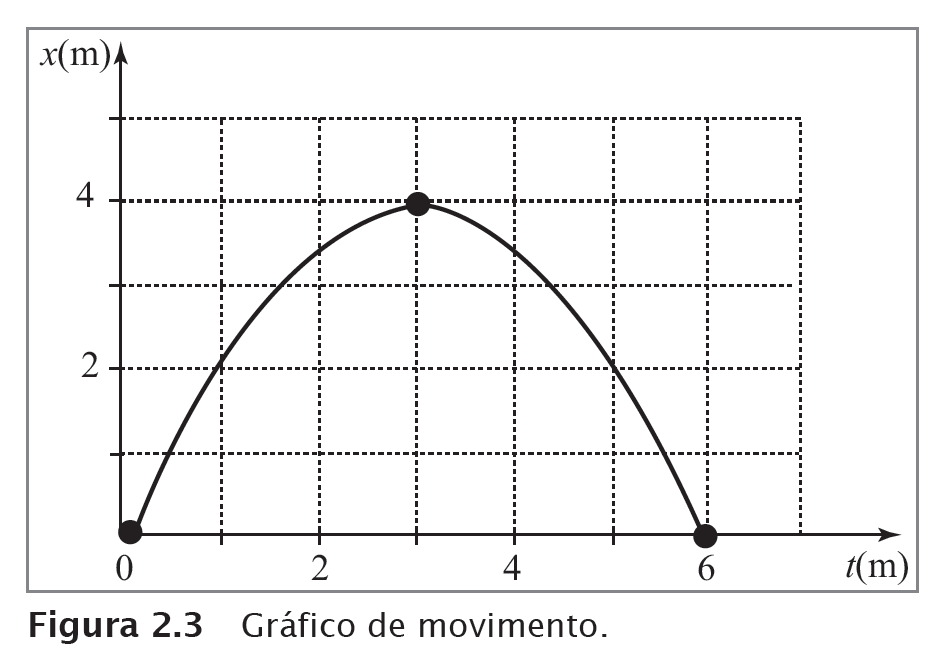 x(m)
4
2
0 2 4 6 t(m)
Figura 2.3 Gráfico de movimento.